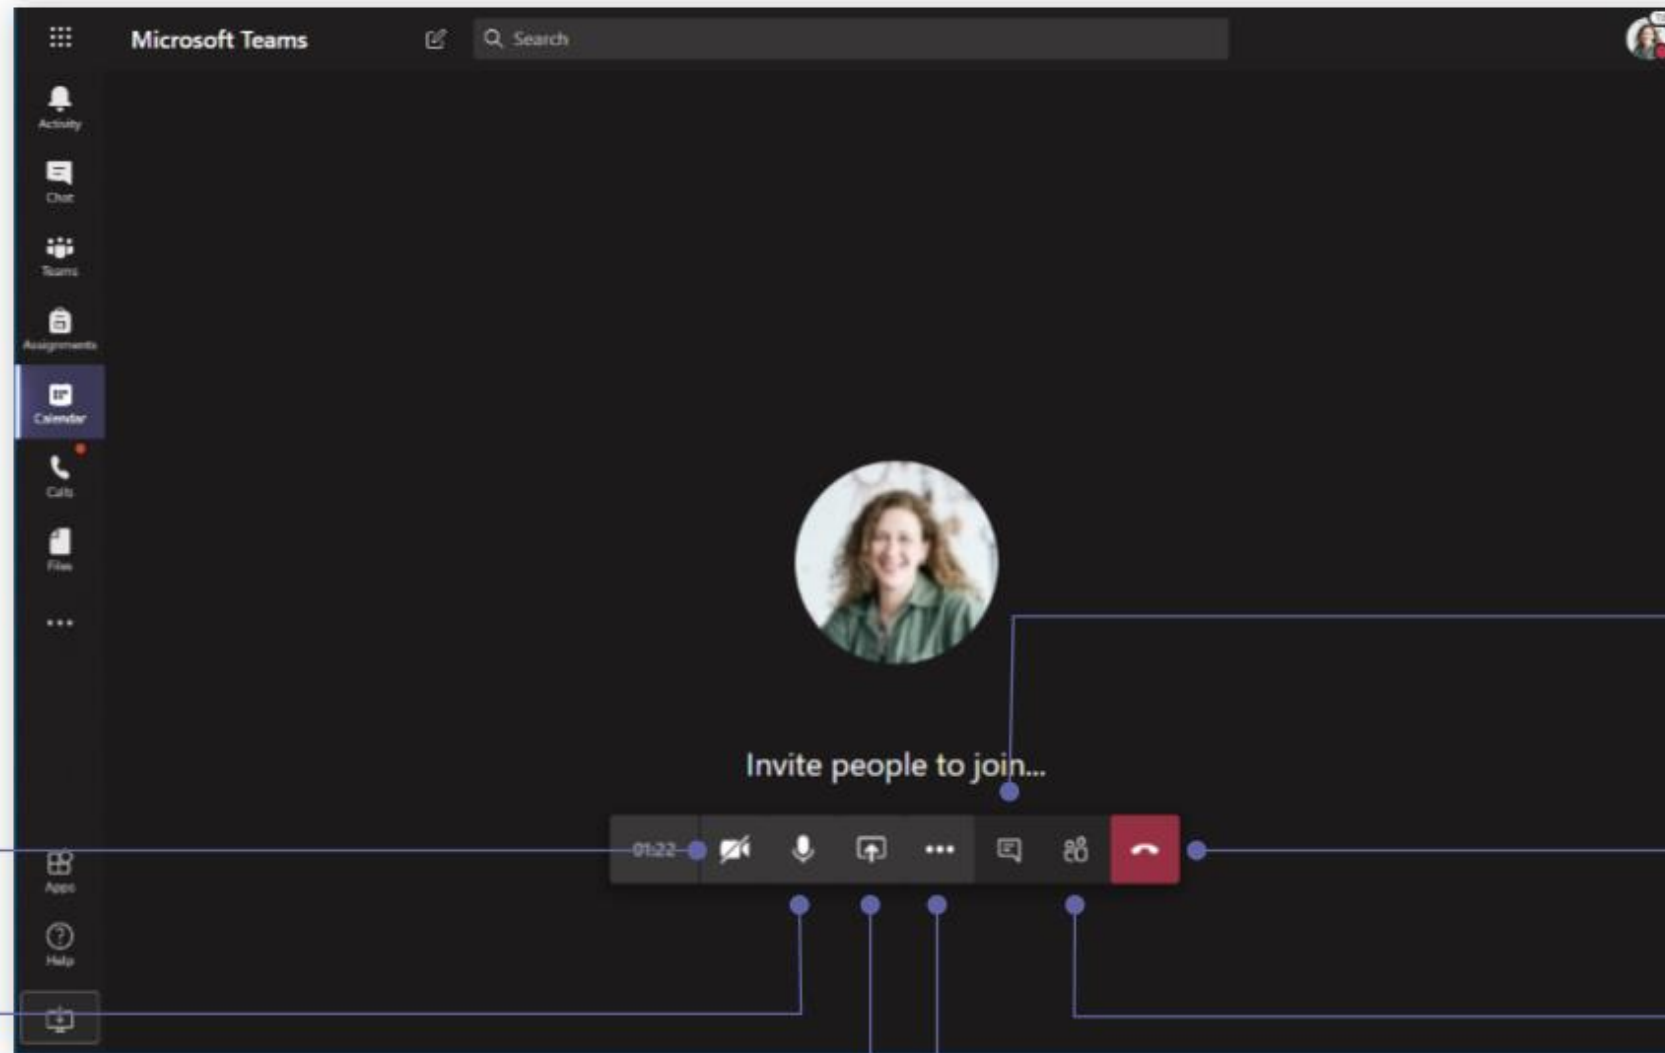 Microsoft Teams
Search
Activity
Chat
Teams
Assignments
Calendar
Calls
Files
Invite people to join...
01:22
Apps
Help